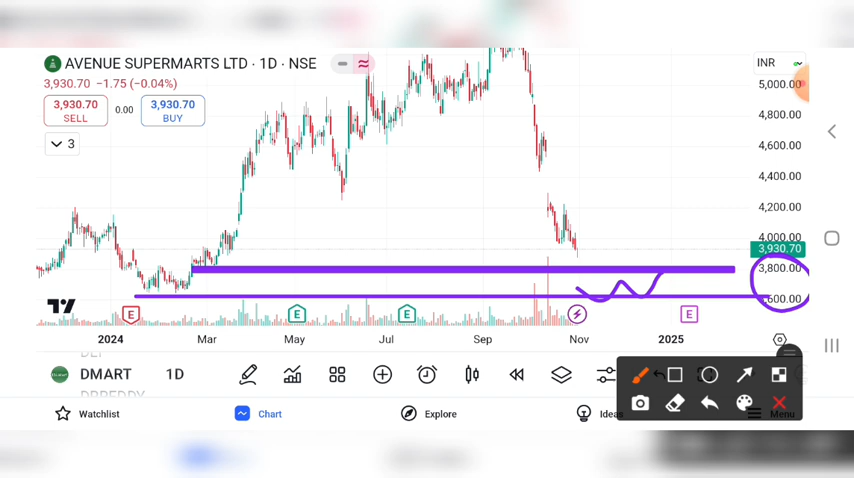 AVENUE SUPERMARTS LTD · 1D · NSE
INR
3,930.70 −1.75 (−0.04%)
5,000.00
3,930.70
SELL
0.00
3,930.70
BUY
4,800.00
3
4,600.00
4,400.00
4,200.00
4,000.00
3,930.70
3,800.00
600.00
E
E
E
E
2024
Mar
May
Jul
Sep
Nov
2025
DMART
DMART
1D
DRREDDY
Watchlist
Chart
Explore
Ideas
Menu